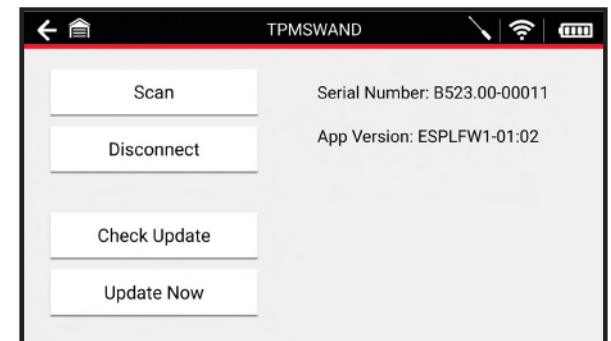 TPMSWAND
Scan
Serial Number: B523.00-00011
Disconnect
App Version: ESPLFW1-01:02
Check Update
Update Now